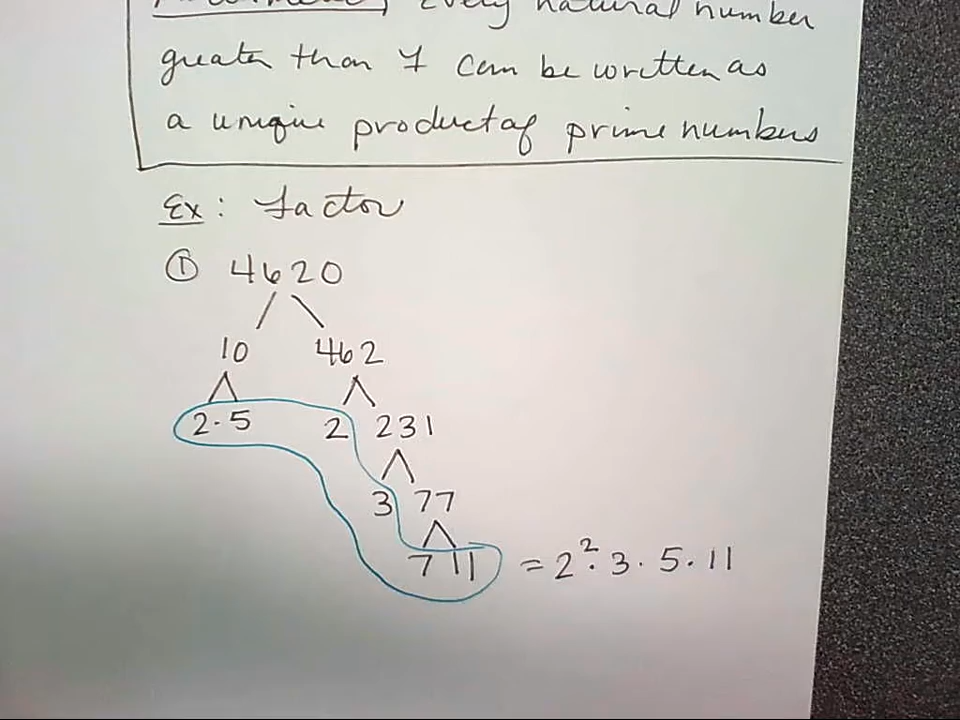 Every natural number
greater than 1 can be written as
a unique product of prime numbers
Ex: Factor
① 4620
10 462
2·5 2 231
3 77
7 11 = 2²·3·5·11